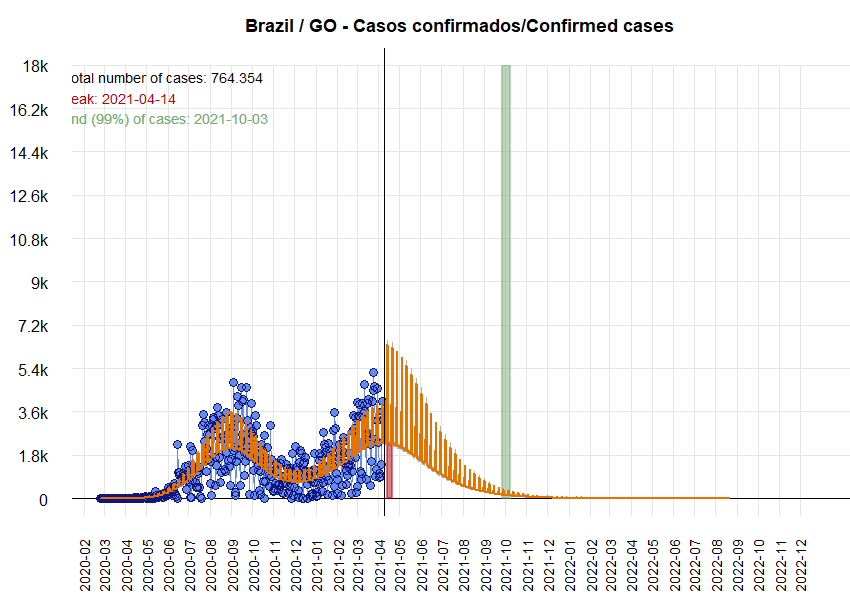 Brazil / GO - Casos confirmados/Confirmed cases
18k
otal number of cases: 764.354
eak: 2021-04-14
nd (99%) of cases: 2021-10-03
16.2k
14.4k
12.6k
10.8k
9k
7.2k
5.4k
3.6k
1.8k
0
2020-02
2020-03
2020-04
2020-05
2020-06
2020-07
2020-08
2020-09
2020-10
2020-11
2020-12
2021-01
2021-02
2021-03
2021-04
2021-05
2021-06
2021-07
2021-08
2021-09
2021-10
2021-11
2021-12
2022-01
2022-02
2022-03
2022-04
2022-05
2022-06
2022-07
2022-08
2022-09
2022-10
2022-11
2022-12